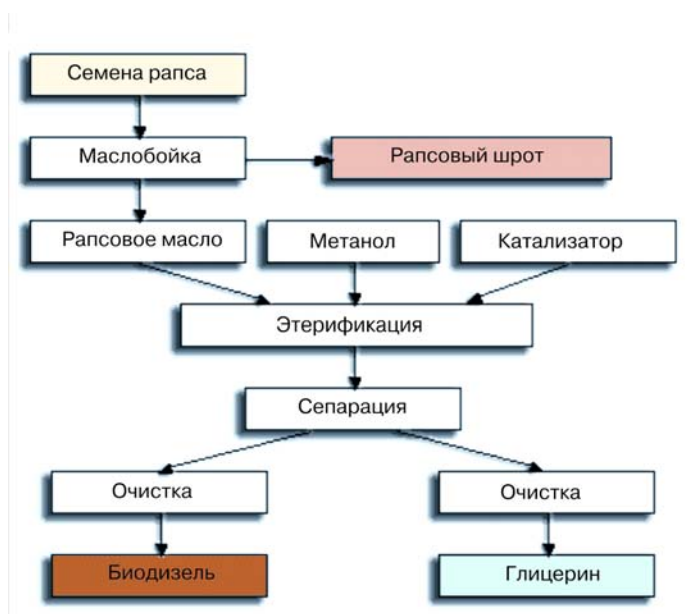 Семена рапса
Маслобойка
Рапсовый шрот
Рапсовое масло
Метанол
Катализатор
Этерификация
Сепарация
Очистка
Очистка
Биодизель
Глицерин